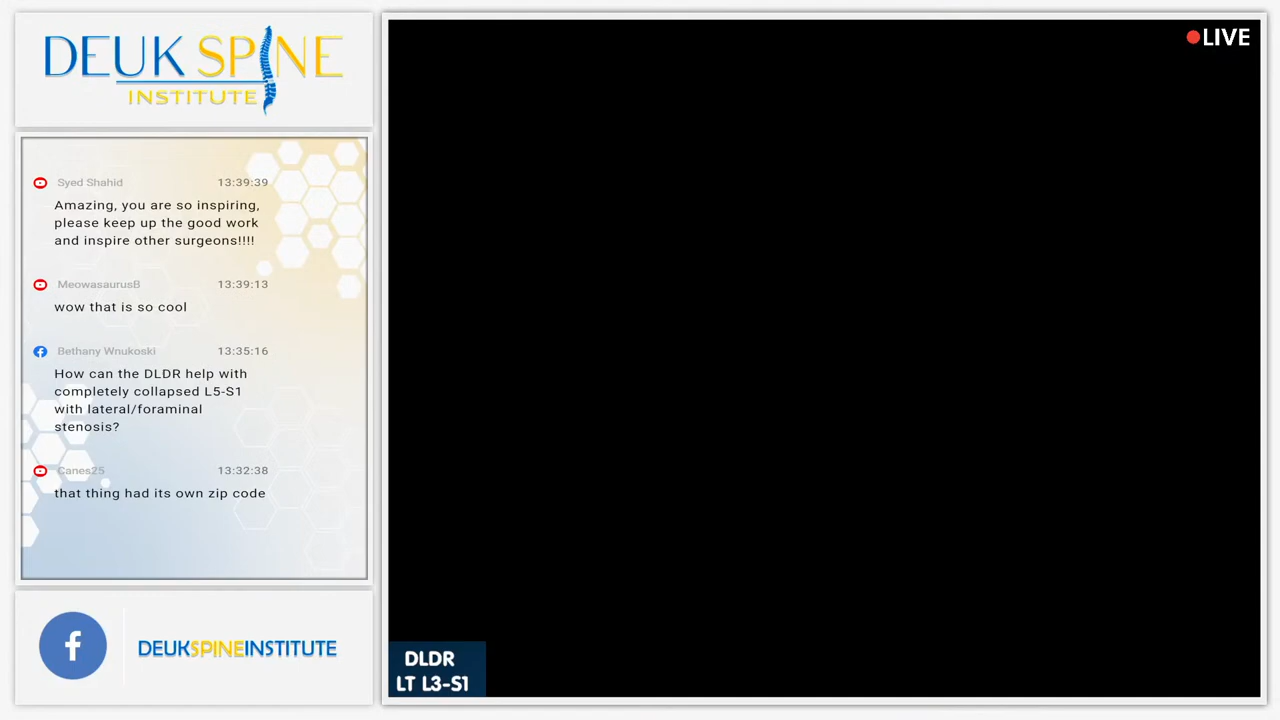 DEUK SPINE
INSTITUTE
Syed Shahid 13:39:39
Amazing, you are so inspiring,
please keep up the good work
and inspire other surgeons!!!!
MeowasaurusB 13:39:13
wow that is so cool
Bethany Wnukoski 13:35:16
How can the DLDR help with
completely collapsed L5-S1
with lateral/foraminal
stenosis?
Canes25 13:32:38
that thing had its own zip code
f
DEUKSPINEINSTITUTE
LIVE
DLDR
LT L3-S1